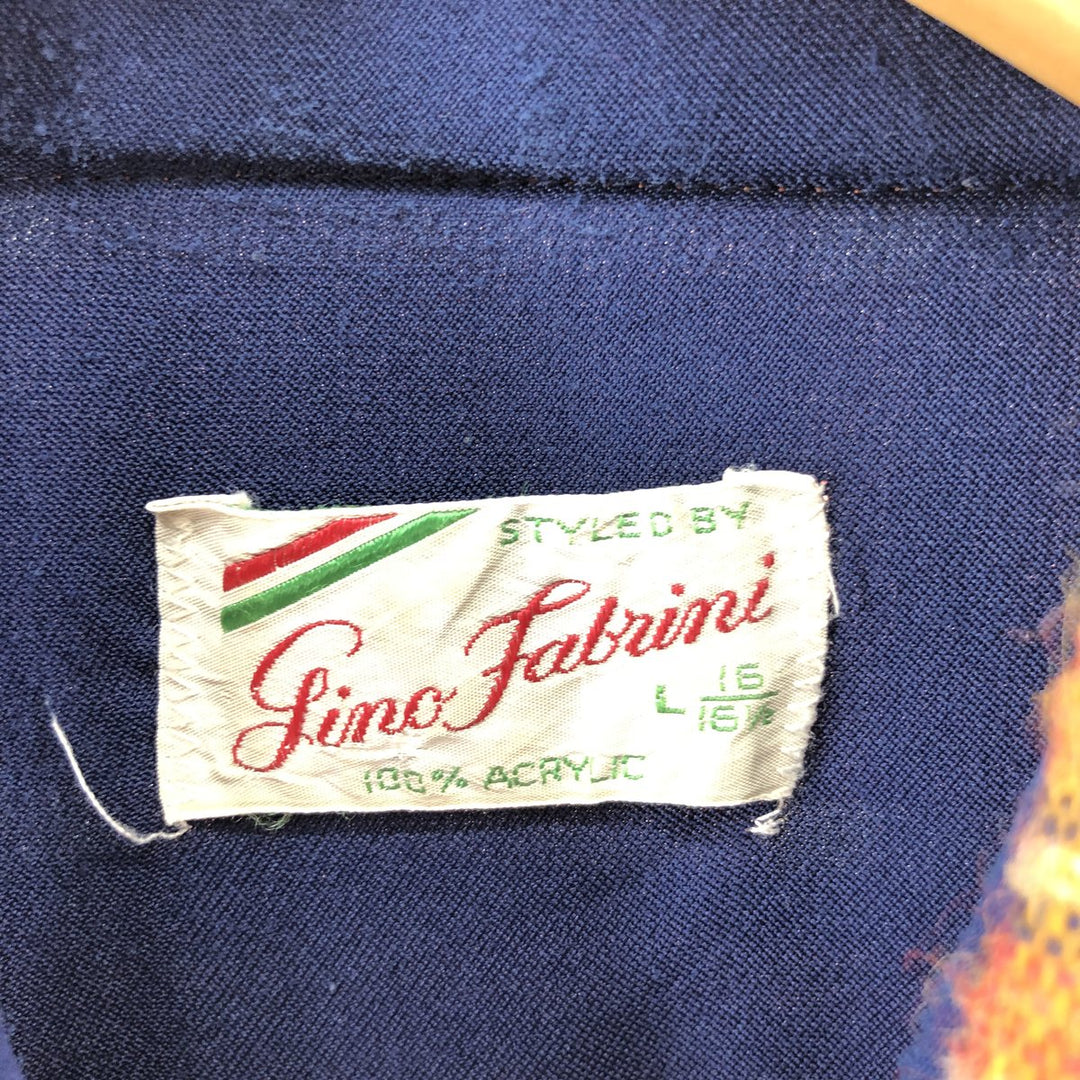 STYLED BY
Gino Fabrini
L 16
16½
100% ACRYLIC